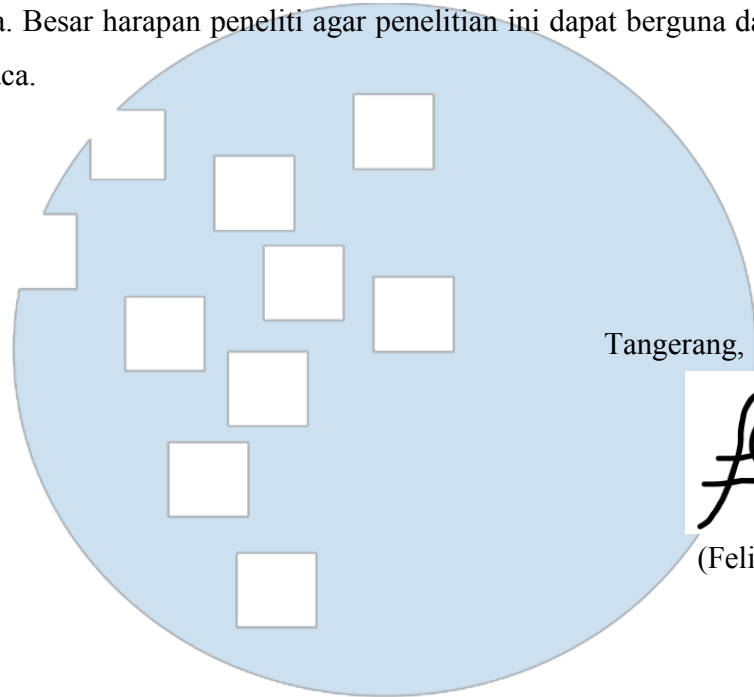 a. Besar harapan peneliti agar penelitian ini dapat berguna da
ca.
Tangerang,
(Feli